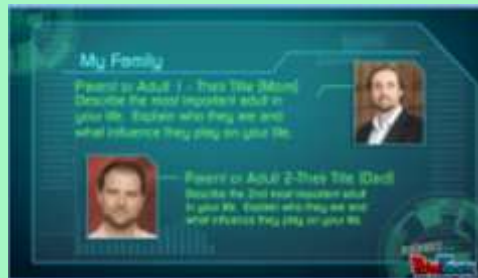 My Family
Parent or Adult 1 - Their Title (Mom)
Describe the most important adult in
your life. Explain who they are and
what influence they play on your life.
Parent or Adult 2-Their Title (Dad)
Describe the 2nd most important adult
in your life. Explain who they are and
what influence they play on your life.